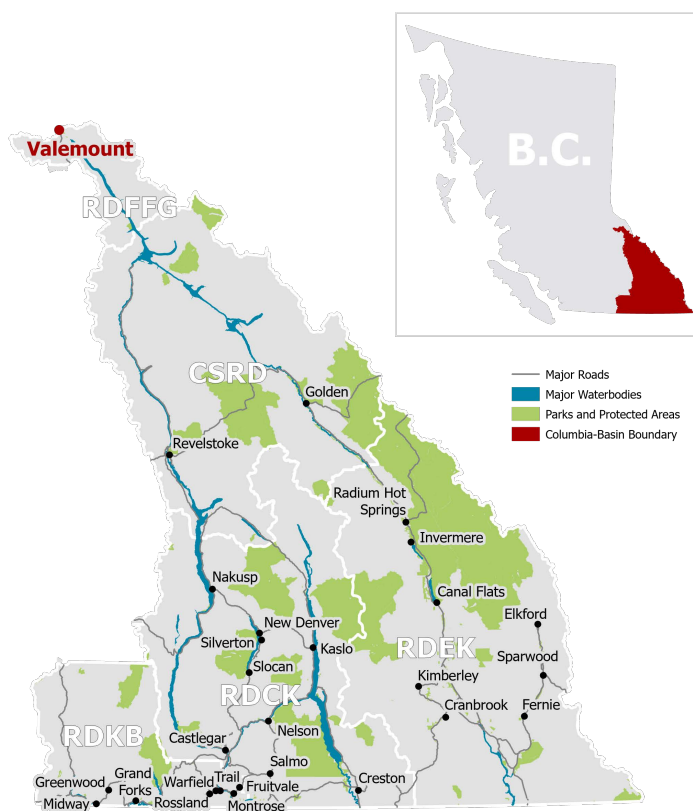 B.C.
Valemount
RDFFG
CSRD
Golden
Revelstoke
Major Roads
Major Waterbodies
Parks and Protected Areas
Columbia-Basin Boundary
Radium Hot
Springs
Invermere
Nakusp
Canal Flats
Elkford
New Denver
Silverton
Kaslo
RDEK
Slocan
Sparwood
RDCK
Kimberley
Cranbrook
Fernie
Nelson
RDKB
Castlegar
Salmo
Creston
Greenwood
Grand
Forks
Warfield
Trail
Fruitvale
Midway
Rossland
Montrose